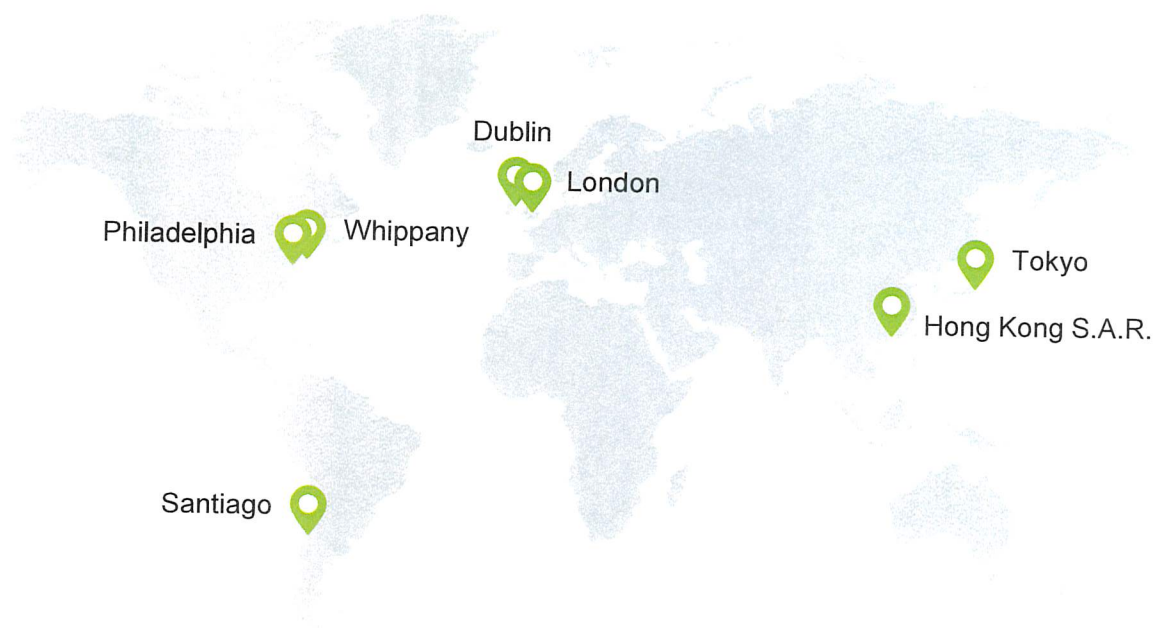 Dublin
London
Philadelphia
Whippany
Tokyo
Hong Kong S.A.R.
Santiago